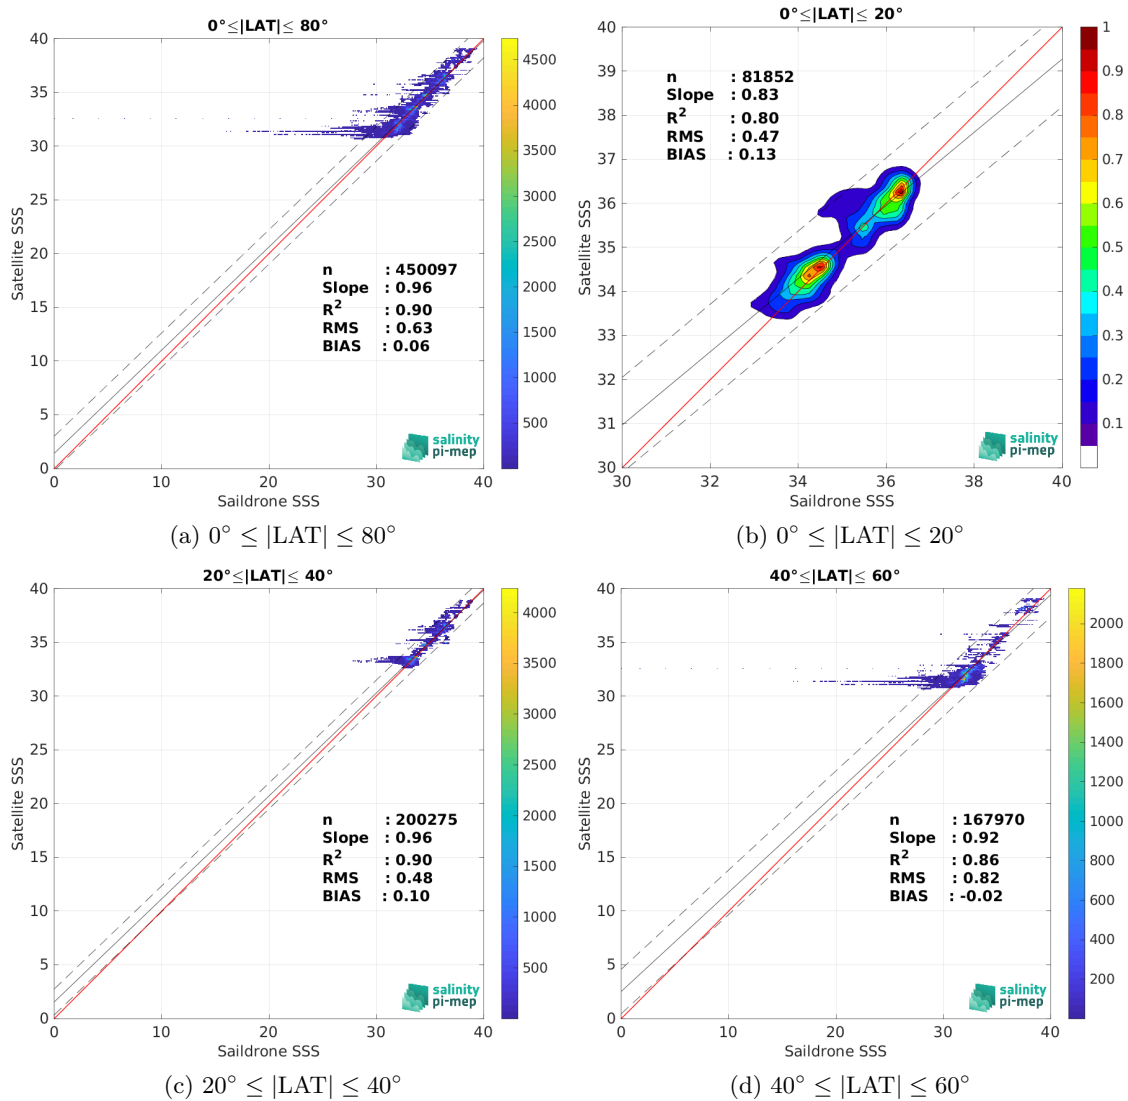 0°≤|LAT|≤ 80°
40
35
30
25
20
15
10
5
0
Satellite SSS
n : 450097
Slope : 0.96
R2 : 0.90
RMS : 0.63
BIAS : 0.06
salinity
pi-mep
0 10 20 30 40
Saildrone SSS
4500
4000
3500
3000
2500
2000
1500
1000
500
(a) 0° ≤ |LAT| ≤ 80°
0°≤|LAT|≤ 20°
40
39
38
37
36
35
34
33
32
31
30
Satellite SSS
n : 81852
Slope : 0.83
R2 : 0.80
RMS : 0.47
BIAS : 0.13
salinity
pi-mep
30 32 34 36 38 40
Saildrone SSS
1
0.9
0.8
0.7
0.6
0.5
0.4
0.3
0.2
0.1
(b) 0° ≤ |LAT| ≤ 20°
20°≤|LAT|≤ 40°
40
35
30
25
20
15
10
5
0
Satellite SSS
n : 200275
Slope : 0.96
R2 : 0.90
RMS : 0.48
BIAS : 0.10
salinity
pi-mep
0 10 20 30 40
Saildrone SSS
4000
3500
3000
2500
2000
1500
1000
500
(c) 20° ≤ |LAT| ≤ 40°
40°≤|LAT|≤ 60°
40
35
30
25
20
15
10
5
0
Satellite SSS
n : 167970
Slope : 0.92
R2 : 0.86
RMS : 0.82
BIAS : -0.02
salinity
pi-mep
0 10 20 30 40
Saildrone SSS
2000
1800
1600
1400
1200
1000
800
600
400
200
(d) 40° ≤ |LAT| ≤ 60°